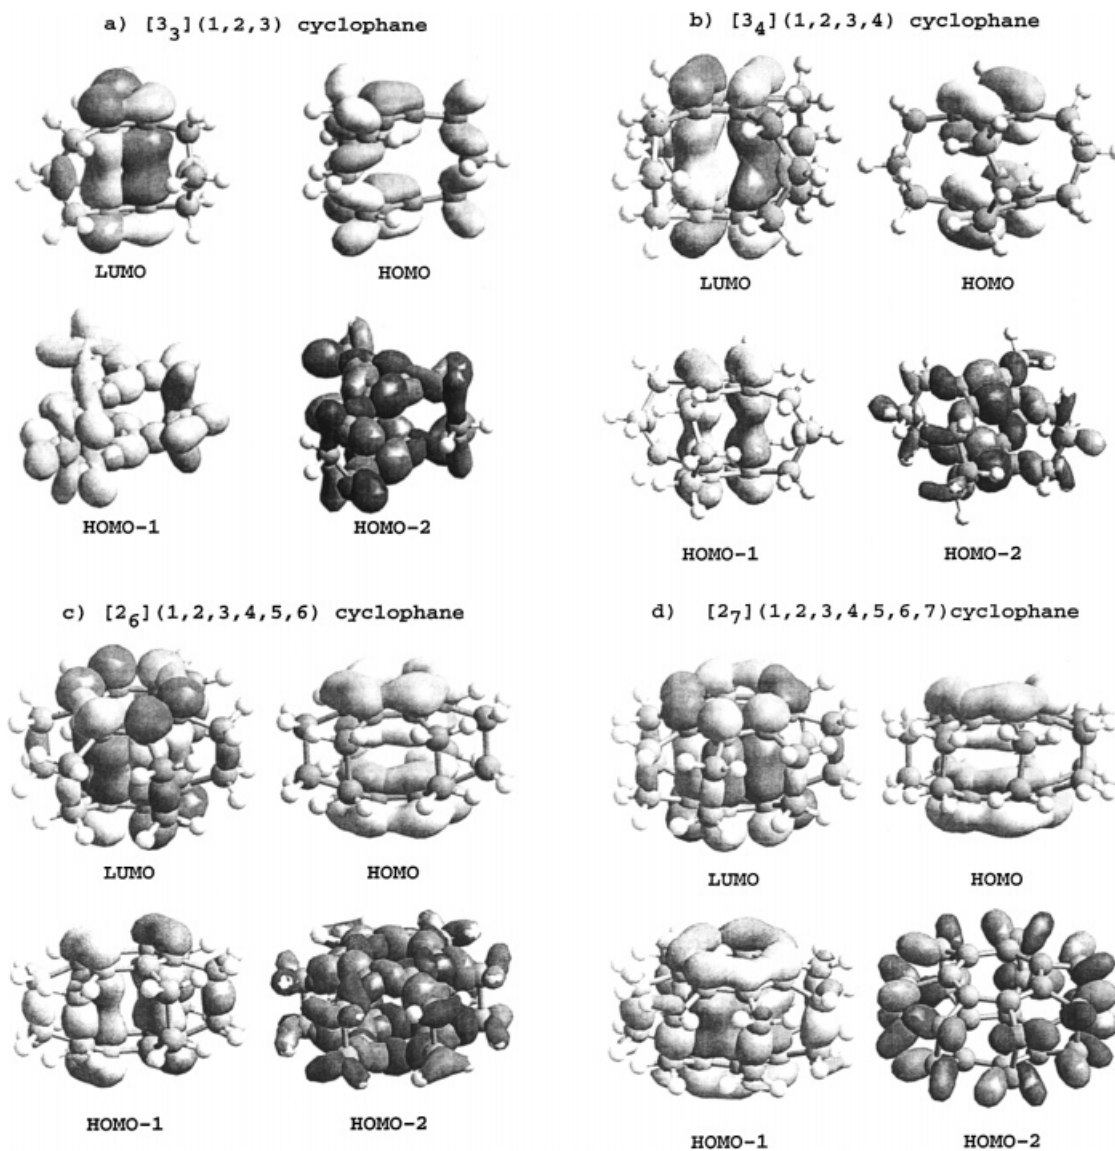 a) [3₃](1,2,3) cyclophane
LUMO HOMO
HOMO-1 HOMO-2
b) [3₄](1,2,3,4) cyclophane
LUMO HOMO
HOMO-1 HOMO-2
c) [2₆](1,2,3,4,5,6) cyclophane
LUMO HOMO
HOMO-1 HOMO-2
d) [2₇](1,2,3,4,5,6,7)cyclophane
LUMO HOMO
HOMO-1 HOMO-2